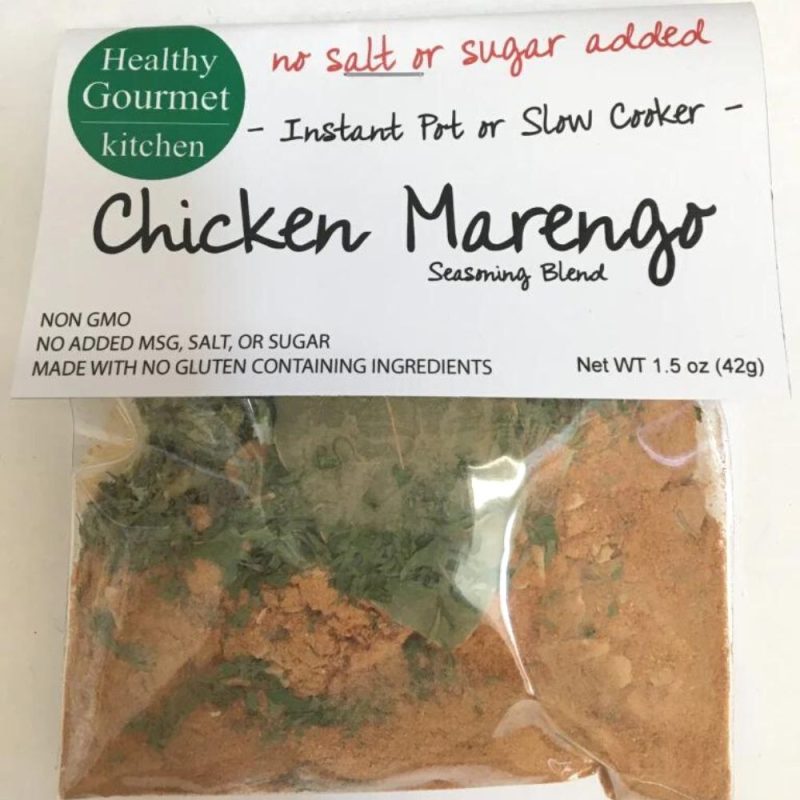 Healthy
Gourmet
kitchen
no salt or sugar added
- Instant Pot or Slow Cooker -
Chicken Marengo
Seasoning Blend
NON GMO
NO ADDED MSG, SALT, OR SUGAR
MADE WITH NO GLUTEN CONTAINING INGREDIENTS
Net WT 1.5 oz (42g)